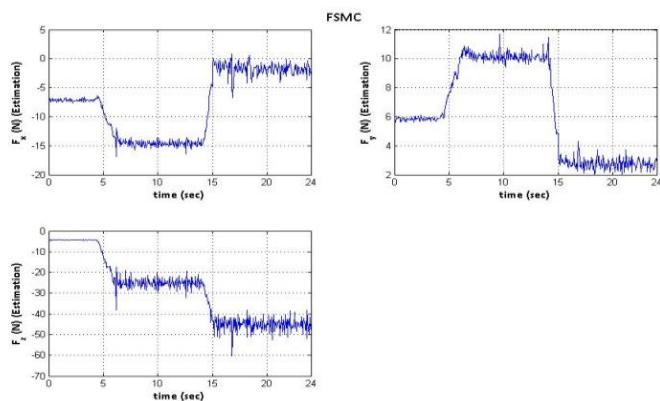 FSMC
5
0
-5
-10
-15
-20
F_x (N) (Estimation)
0 5 10 15 20 24
time (sec)
12
10
8
6
4
2
F_y (N) (Estimation)
0 5 10 15 20 24
time (sec)
0
-10
-20
-30
-40
-50
-60
-70
F_z (N) (Estimation)
0 5 10 15 20 24
time (sec)